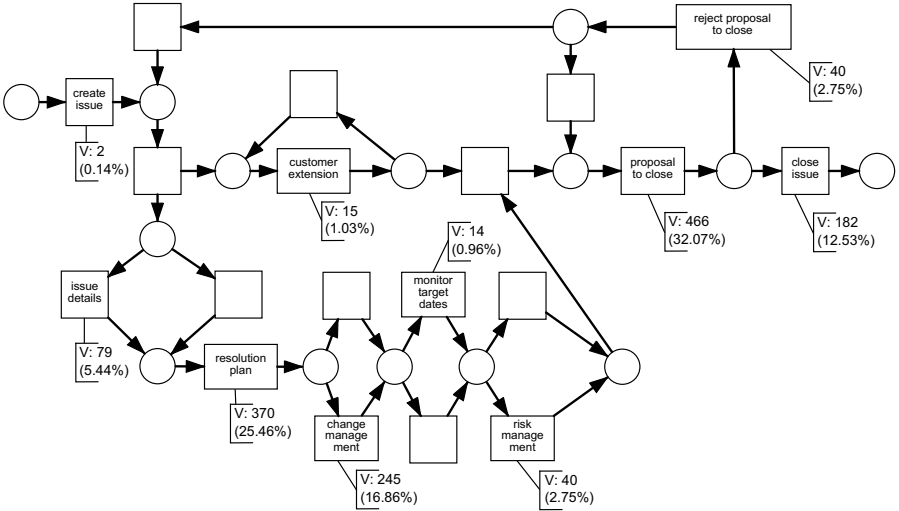 reject proposal
to close
V: 40
(2.75%)
create
issue
V: 2
(0.14%)
customer
extension
V: 15
(1.03%)
proposal
to close
V: 466
(32.07%)
close
issue
V: 182
(12.53%)
V: 14
(0.96%)
monitor
target
dates
issue
details
V: 79
(5.44%)
resolution
plan
V: 370
(25.46%)
change
manage
ment
V: 245
(16.86%)
risk
manage
ment
V: 40
(2.75%)